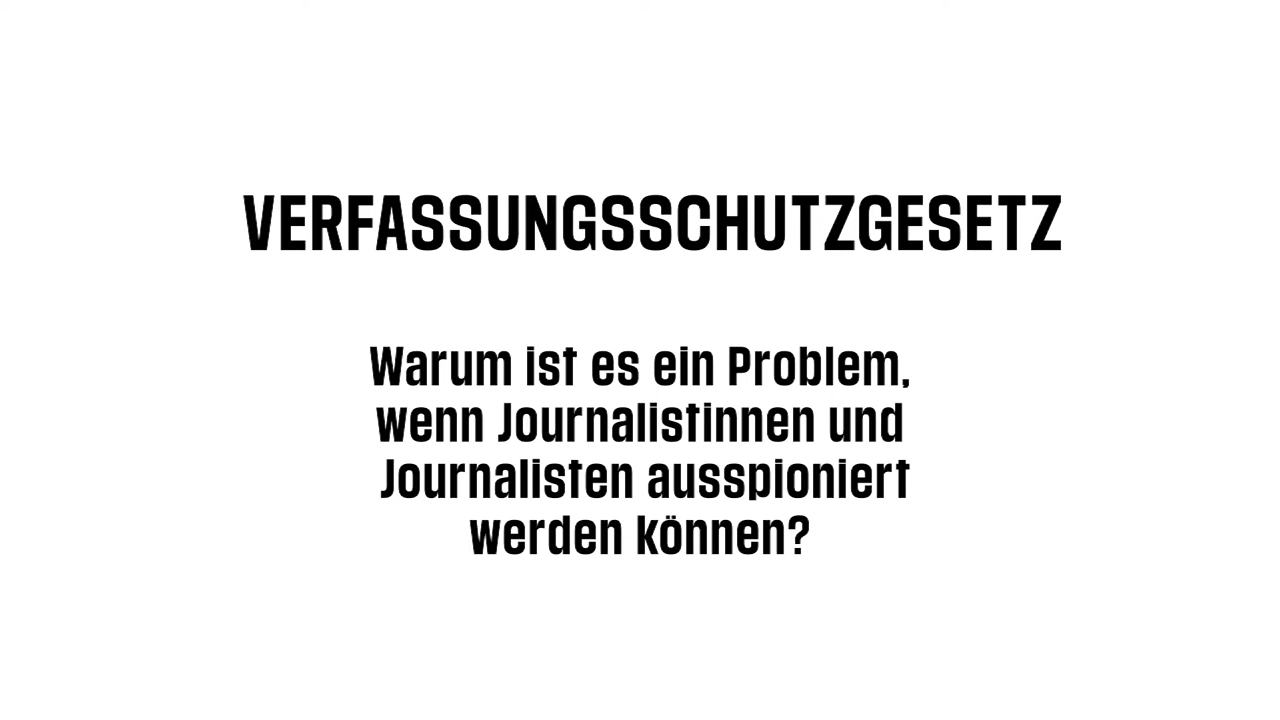 VERFASSUNGSSCHUTZGESETZ
Warum ist es ein Problem,
wenn Journalistinnen und
Journalisten ausspioniert
werden können?